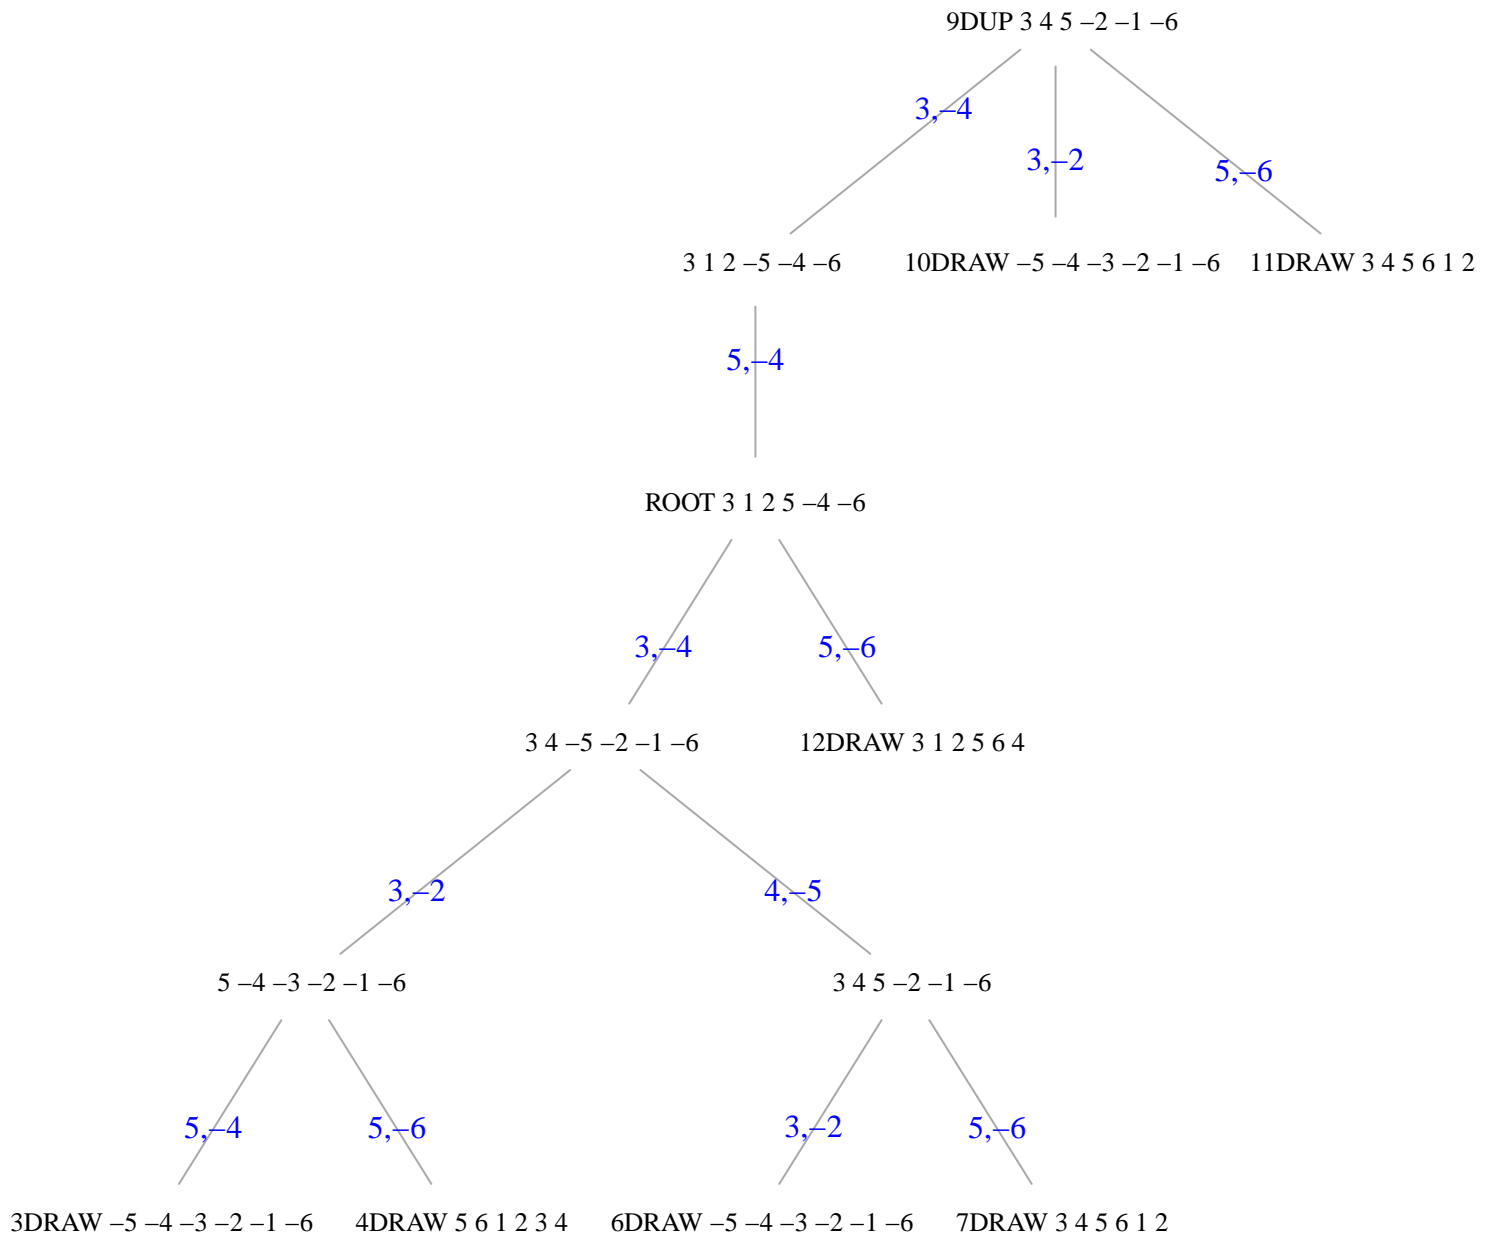 9DUP 3 4 5 –2 –1 –6
3,–4
3,–2
5,–6
3 1 2 –5 –4 –6
10DRAW –5 –4 –3 –2 –1 –6
11DRAW 3 4 5 6 1 2
5,–4
ROOT 3 1 2 5 –4 –6
3,–4
5,–6
3 4 –5 –2 –1 –6
12DRAW 3 1 2 5 6 4
3,–2
4,–5
5 –4 –3 –2 –1 –6
3 4 5 –2 –1 –6
5,–4
5,–6
3,–2
5,–6
3DRAW –5 –4 –3 –2 –1 –6
4DRAW 5 6 1 2 3 4
6DRAW –5 –4 –3 –2 –1 –6
7DRAW 3 4 5 6 1 2